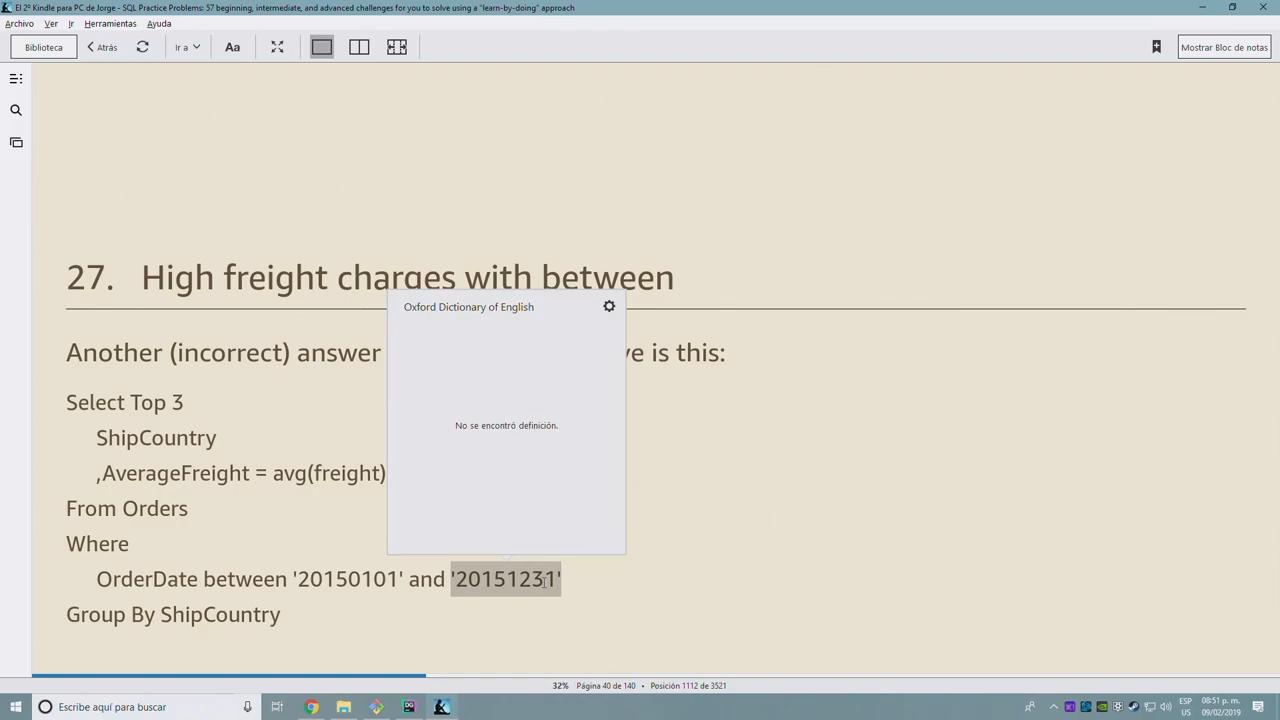 El 2º Kindle para PC de Jorge - SQL Practice Problems: 57 beginning, intermediate, and advanced challenges for you to solve using a "learn-by-doing" approach
Archivo Ver Ir Herramientas Ayuda
Biblioteca Atrás Ir a Aa Mostrar Bloc de notas
27. High freight charges with between
Oxford Dictionary of English
Another (incorrect) answer ve is this:
Select Top 3
ShipCountry
No se encontró definición.
,AverageFreight = avg(freight)
From Orders
Where
OrderDate between '20150101' and '20151231'
Group By ShipCountry
32% Página 40 de 140 • Posición 1112 de 3521
Escribe aquí para buscar
ESP
US
08:51 p. m.
09/02/2019